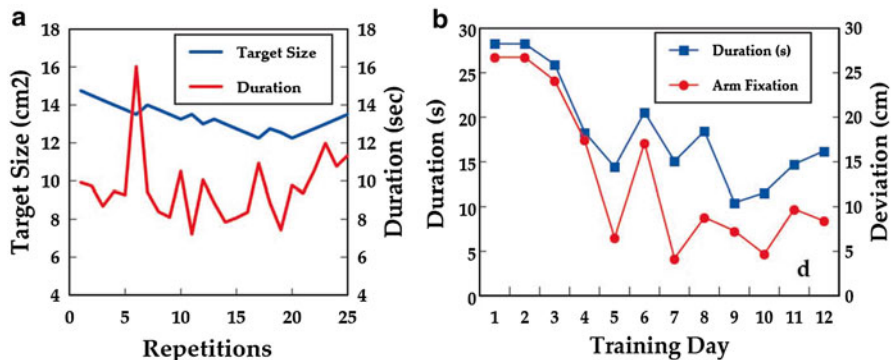 a
Target Size (cm2)
18
16
14
12
10
8
6
4
Target Size
Duration
18
16
14
12
10
8
6
4
Duration (sec)
0 5 10 15 20 25
Repetitions
b
Duration (s)
30
25
20
15
10
5
0
Duration (s)
Arm Fixation
30
25
20
15
10
5
0
Deviation (cm)
d
1 2 3 4 5 6 7 8 9 10 11 12
Training Day